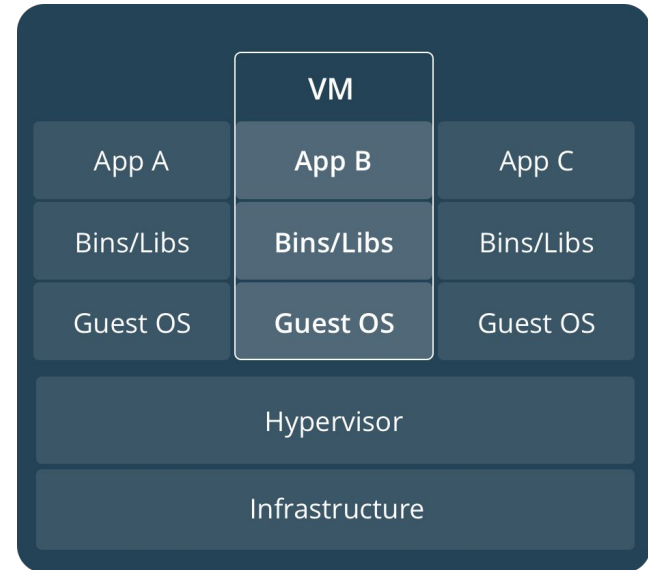 VM
App A App B App C
Bins/Libs Bins/Libs Bins/Libs
Guest OS Guest OS Guest OS
Hypervisor
Infrastructure